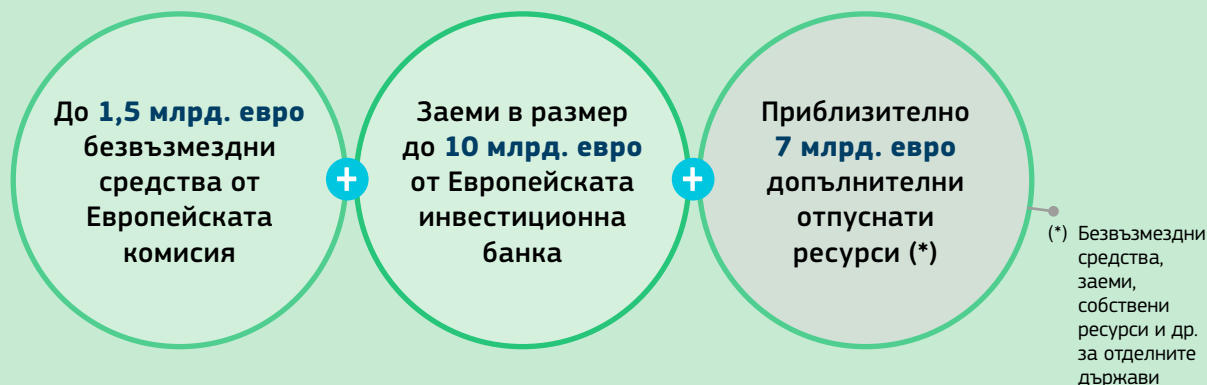 До 1,5 млрд. евро
безвъзмездни
средства от
Европейската
комисия
+
Заеми в размер
до 10 млрд. евро
от Европейската
инвестиционна
банка
+
Приблизително
7 млрд. евро
допълнителни
отпуснати
ресурси (*)
(*) Безвъзмездни
средства,
заеми,
собствени
ресурси и др.
за отделните
държави